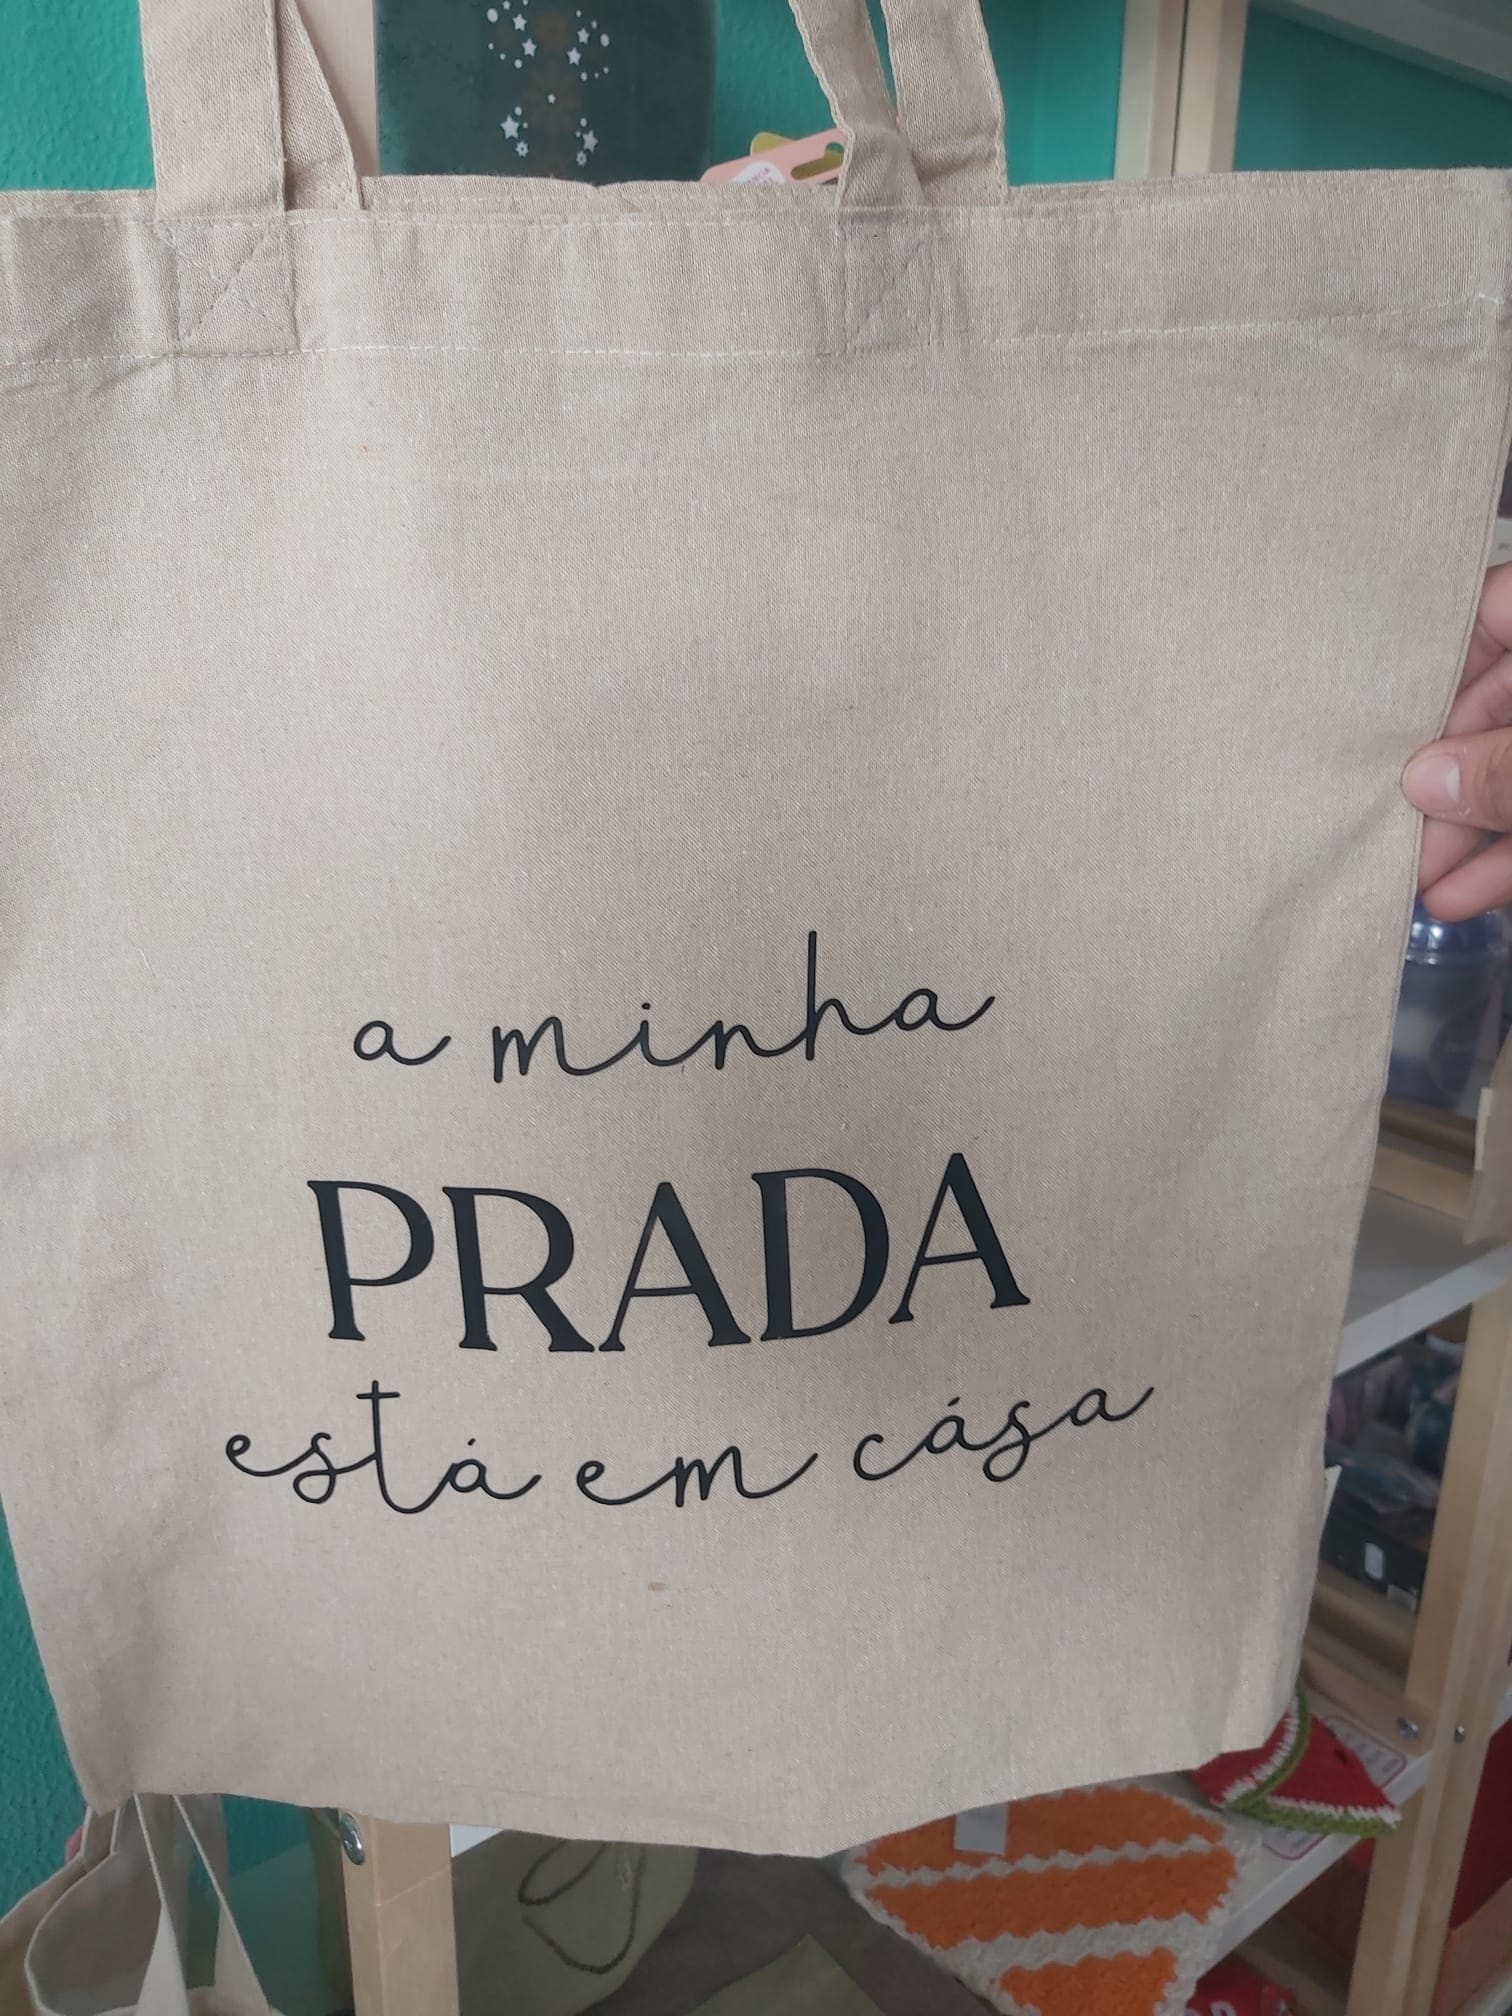 a minha
PRADA
está em cása